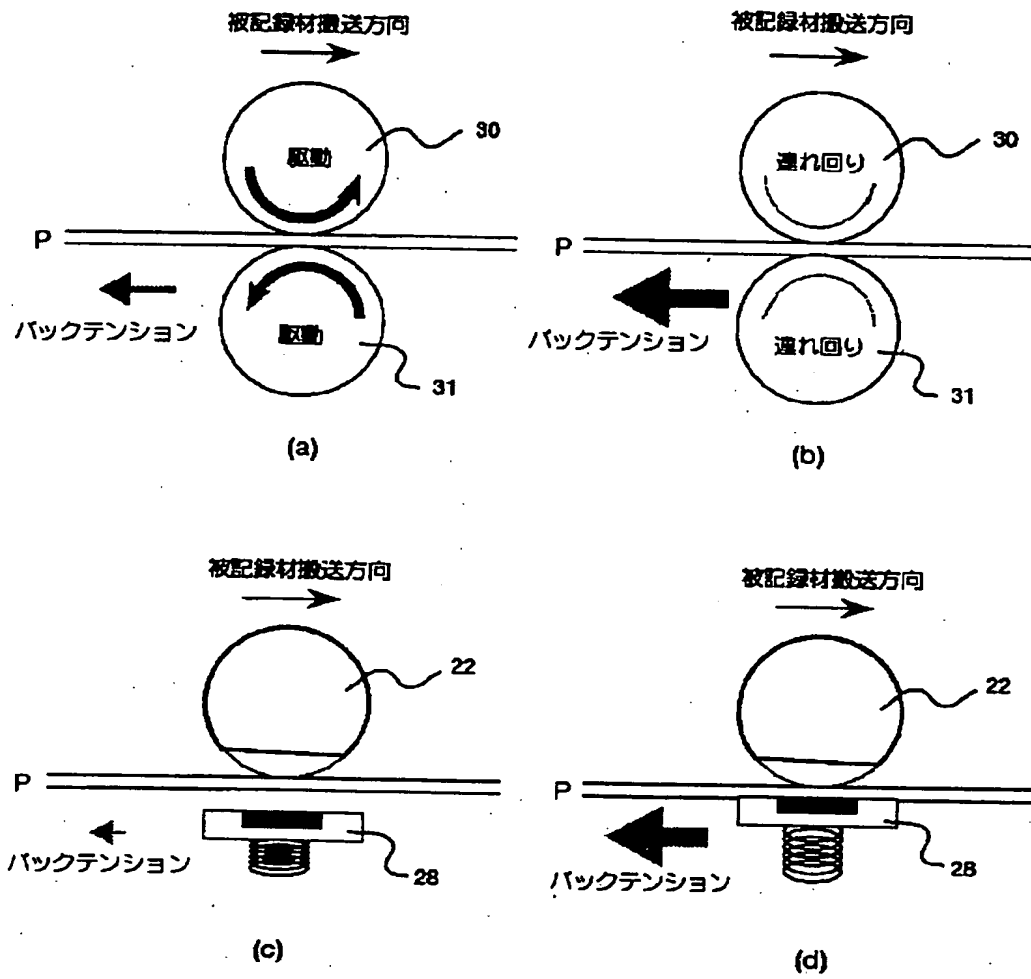 被記録材搬送方向
30
駆動
P
バックテンション
駆動
31
(a)
被記録材搬送方向
30
連れ回り
P
バックテンション
連れ回り
31
(b)
被記録材搬送方向
22
P
バックテンション
28
(c)
被記録材搬送方向
22
P
バックテンション
28
(d)